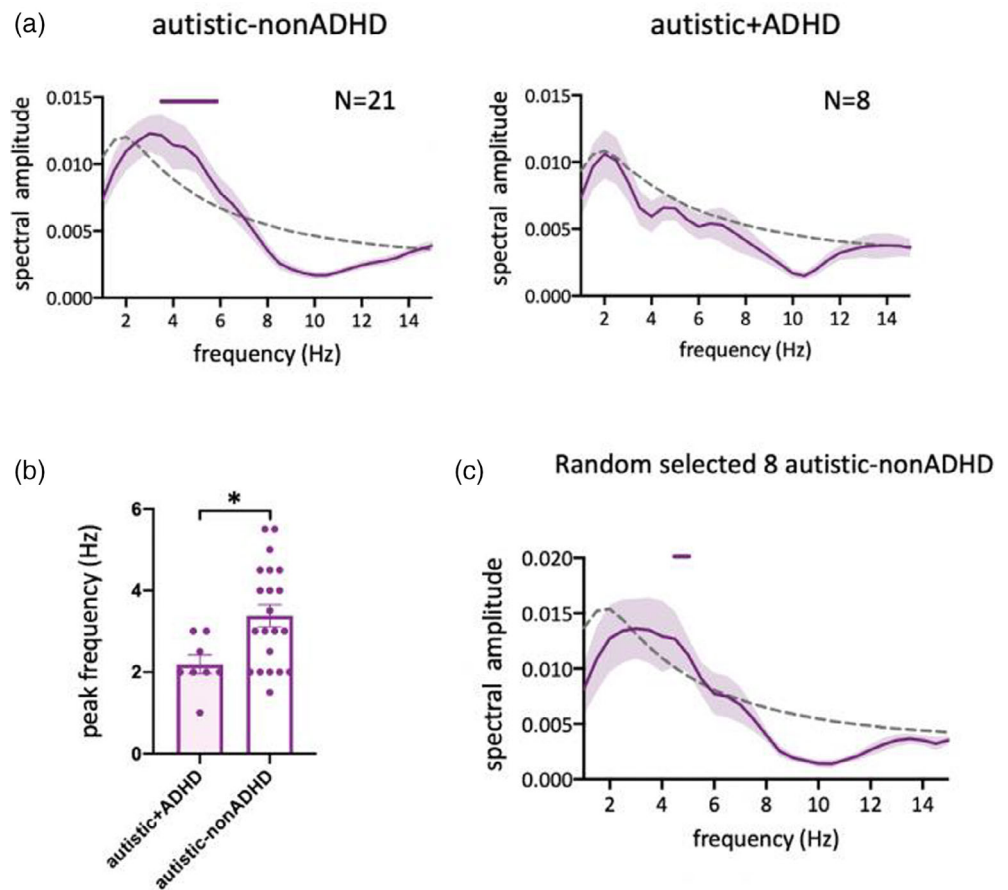 (a)
autistic-nonADHD
autistic+ADHD
N=21
0.015
0.010
0.005
0.000
spectral amplitude
2 4 6 8 10 12 14
frequency (Hz)
N=8
0.015
0.010
0.005
0.000
spectral amplitude
2 4 6 8 10 12 14
frequency (Hz)
(b)
*
6
4
2
0
peak frequency (Hz)
autistic+ADHD
autistic-nonADHD
(c)
Random selected 8 autistic-nonADHD
0.020
0.015
0.010
0.005
0.000
spectral amplitude
2 4 6 8 10 12 14
frequency (Hz)